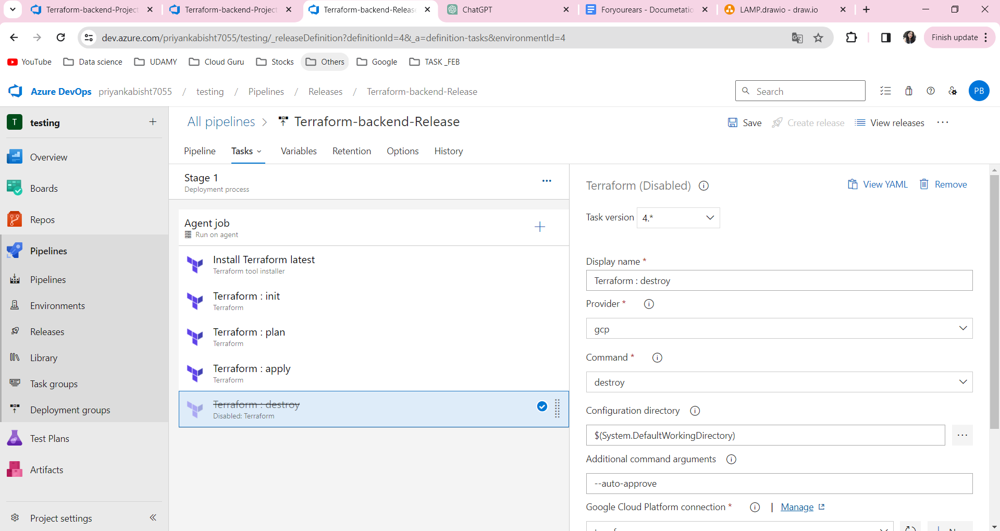 Terraform-backend-Project
Terraform-backend-Project
Terraform-backend-Release
ChatGPT
Foryourears - Documetatio
LAMP.drawio - draw.io
dev.azure.com/priyankabisht7055/testing/_releaseDefinition?definitionId=4&_a=definition-tasks&environmentId=4
Finish update
YouTube
Data science
UDAMY
Cloud Guru
Stocks
Others
Google
TASK _FEB
Azure DevOps
priyankabisht7055 / testing / Pipelines / Releases / Terraform-backend-Release
Search
PB
T
testing
Overview
Boards
Repos
Pipelines
Pipelines
Environments
Releases
Library
Task groups
Deployment groups
Test Plans
Artifacts
Project settings
All pipelines > Terraform-backend-Release
Save
Create release
View releases
Pipeline
Tasks
Variables
Retention
Options
History
Stage 1
Deployment process
Agent job
Run on agent
Install Terraform latest
Terraform tool installer
Terraform : init
Terraform
Terraform : plan
Terraform
Terraform : apply
Terraform
Terraform : destroy
Disabled: Terraform
Terraform (Disabled)
View YAML
Remove
Task version
4.*
Display name *
Terraform : destroy
Provider *
gcp
Command *
destroy
Configuration directory
$(System.DefaultWorkingDirectory)
Additional command arguments
--auto-approve
Google Cloud Platform connection * | Manage